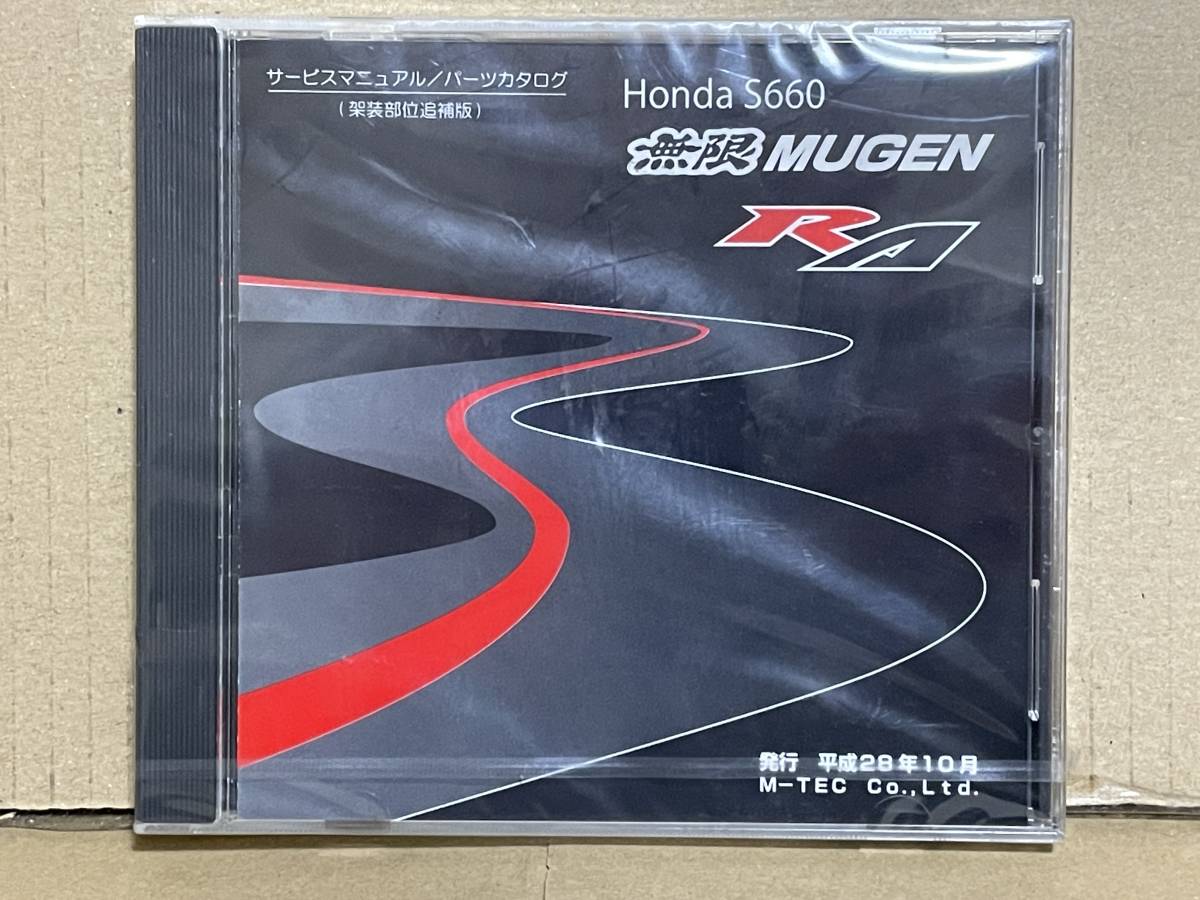 サービスマニュアル／パーツカタログ
(架装部位追補版)
Honda S660
無限 MUGEN
RA
発行 平成28年10月
M-TEC Co.,Ltd.